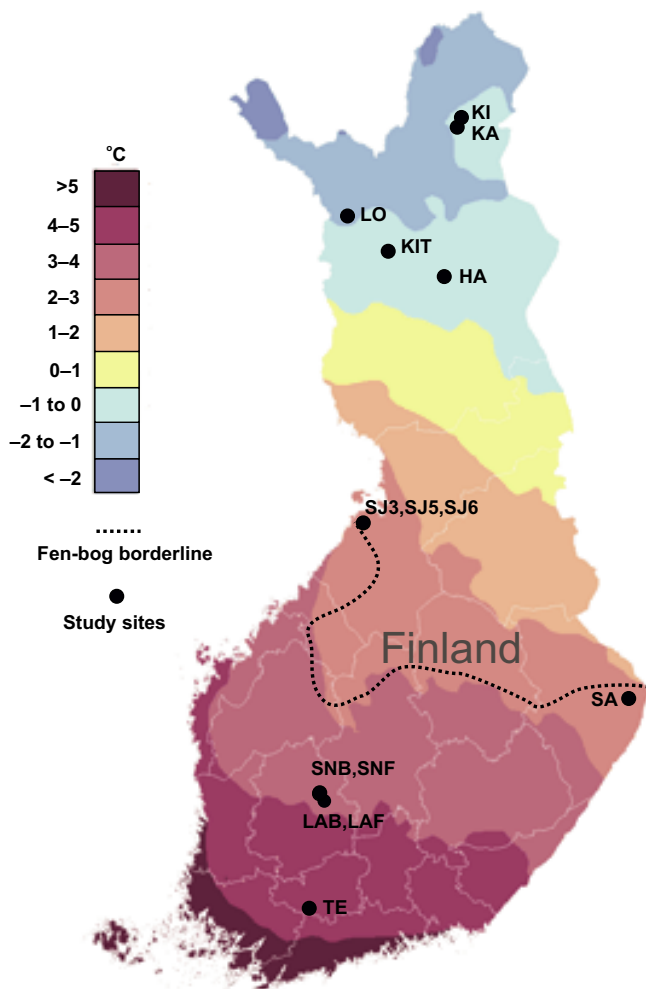 KI
KA
°C
>5
4–5
3–4
2–3
1–2
0–1
–1 to 0
–2 to –1
< –2
LO
KIT
HA
SJ3,SJ5,SJ6
Fen-bog borderline
Study sites
Finland
SA
SNB,SNF
LAB,LAF
TE